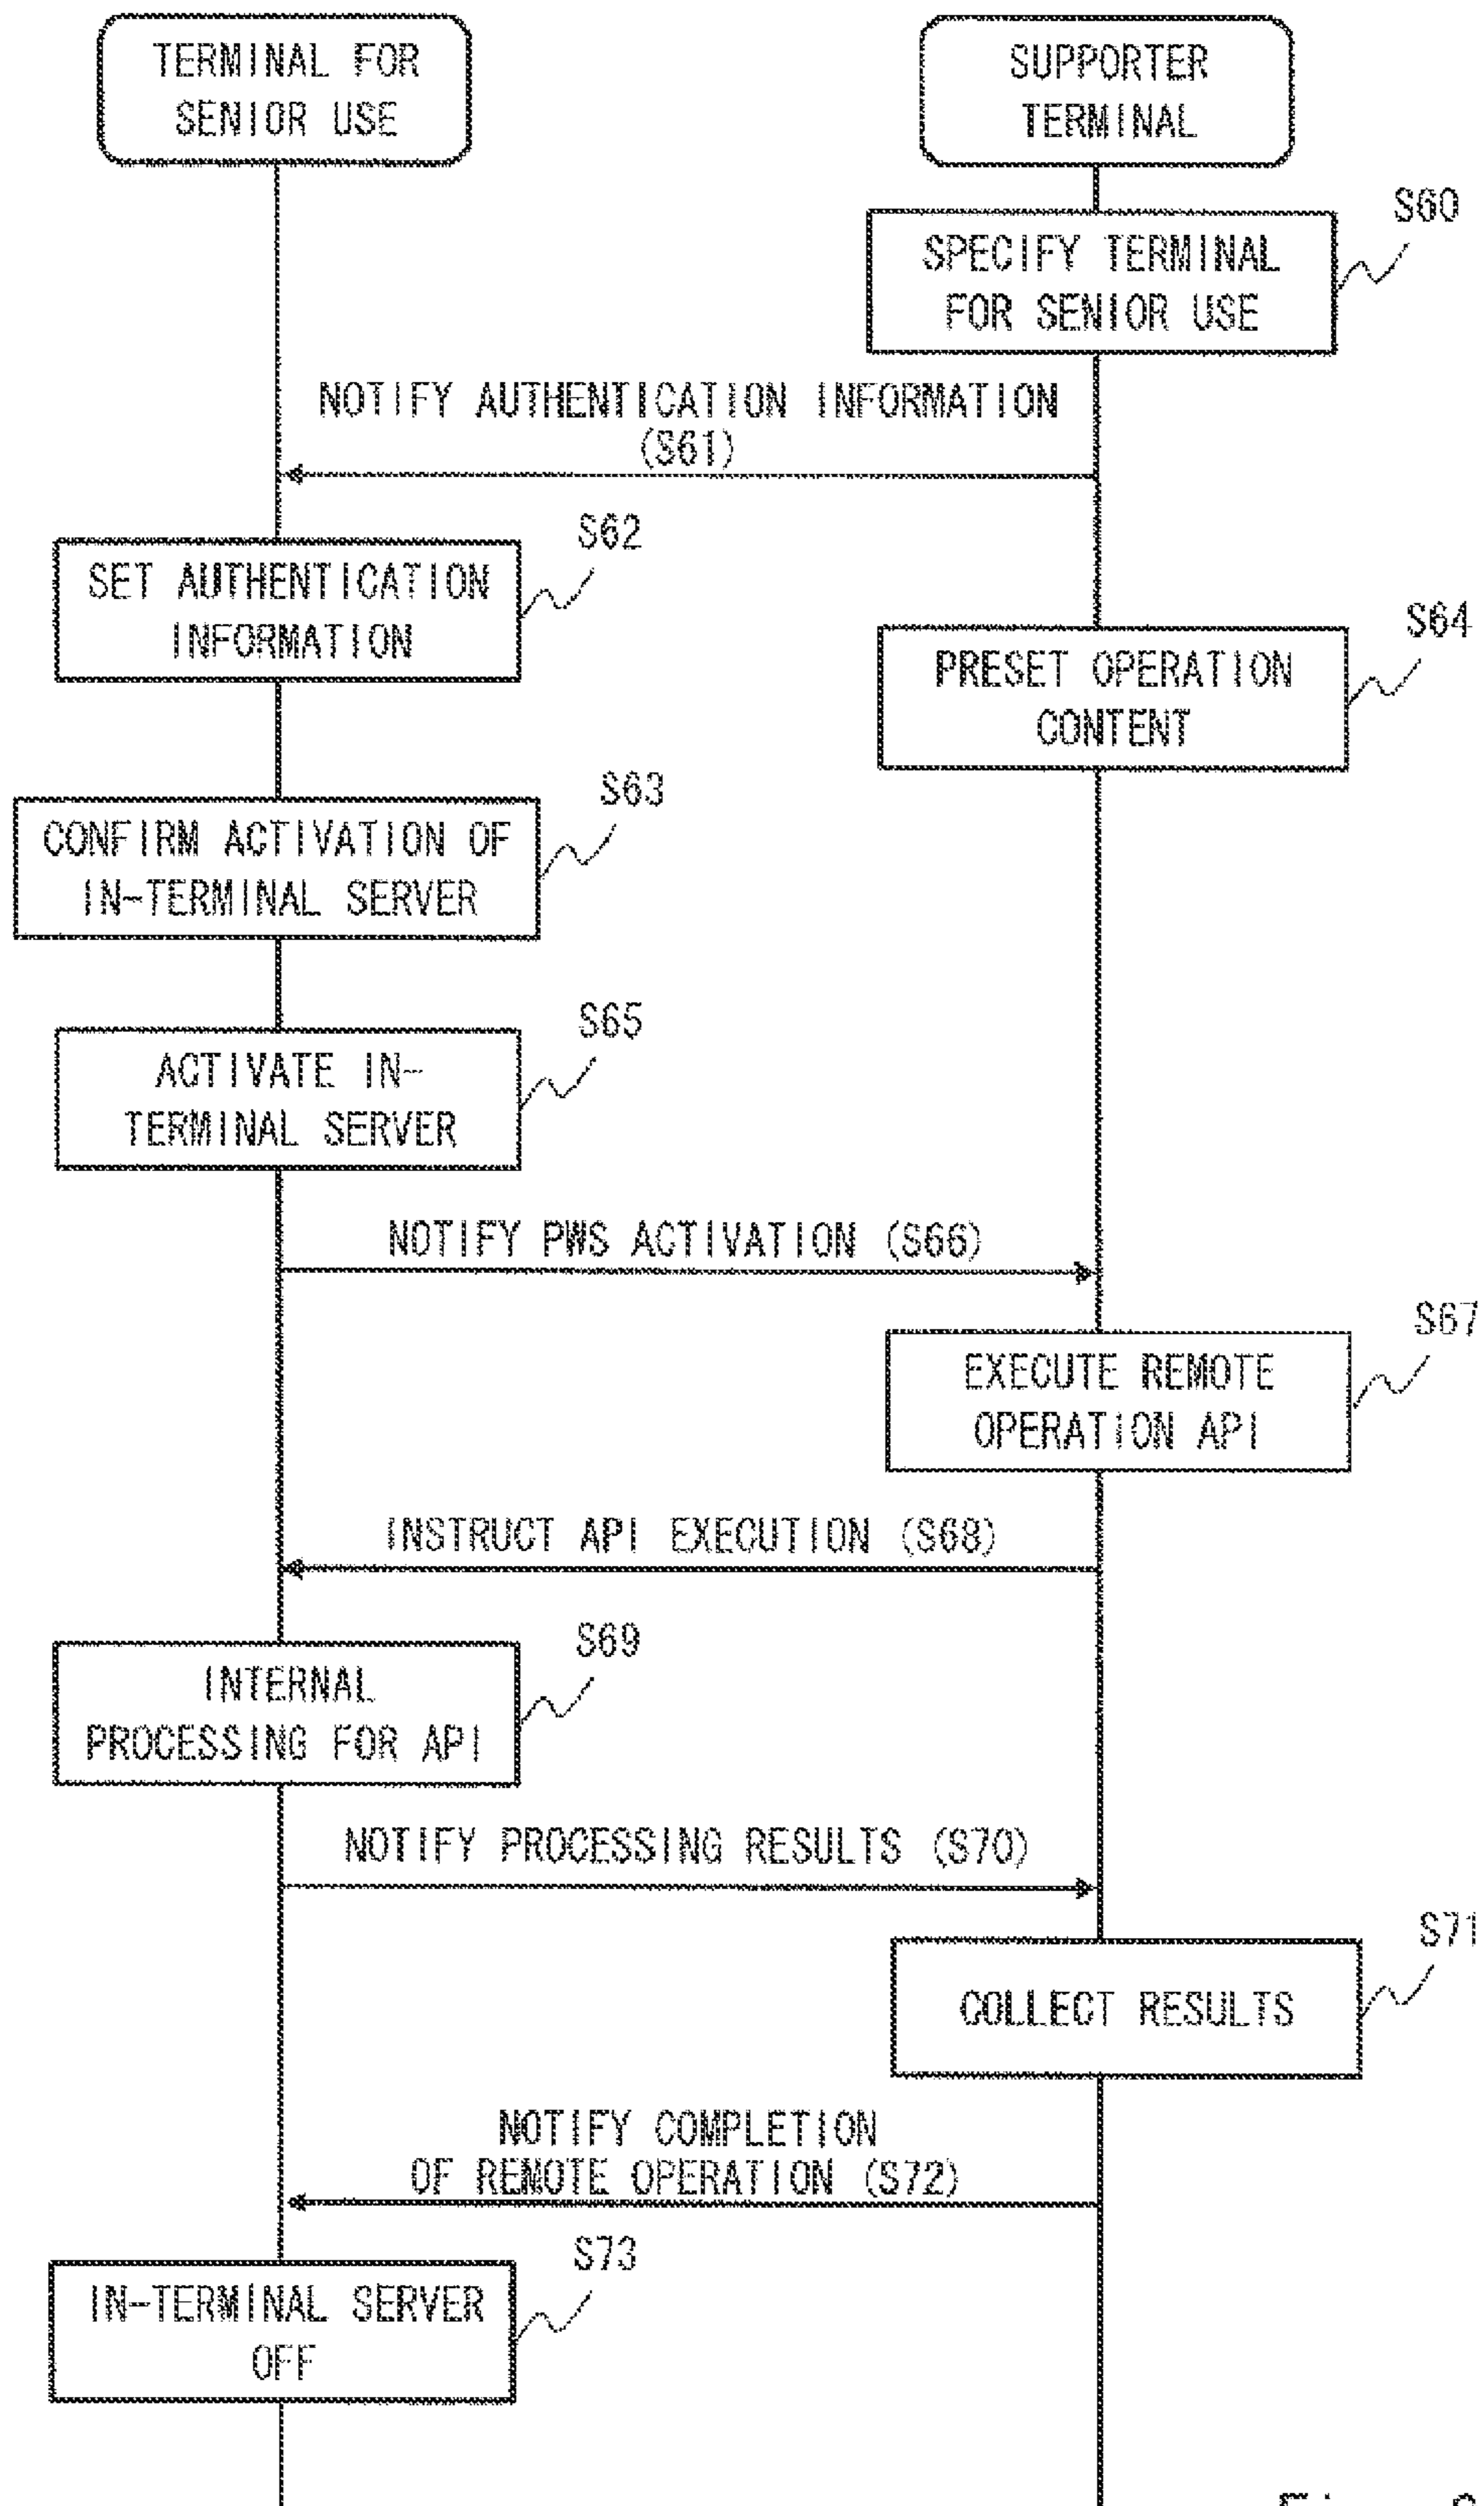 TERMINAL FOR
SENIOR USE
SUPPORTER
TERMINAL
S60
SPECIFY TERMINAL
FOR SENIOR USE
NOTIFY AUTHENTICATION INFORMATION
(S61)
S62
SET AUTHENTICATION
INFORMATION
S64
PRESET OPERATION
CONTENT
S63
CONFIRM ACTIVATION OF
IN-TERMINAL SERVER
S65
ACTIVATE IN-
TERMINAL SERVER
NOTIFY PWS ACTIVATION (S66)
S67
EXECUTE REMOTE
OPERATION API
INSTRUCT API EXECUTION (S68)
S69
INTERNAL
PROCESSING FOR API
NOTIFY PROCESSING RESULTS (S70)
S71
COLLECT RESULTS
NOTIFY COMPLETION
OF REMOTE OPERATION (S72)
S73
IN-TERMINAL SERVER
OFF